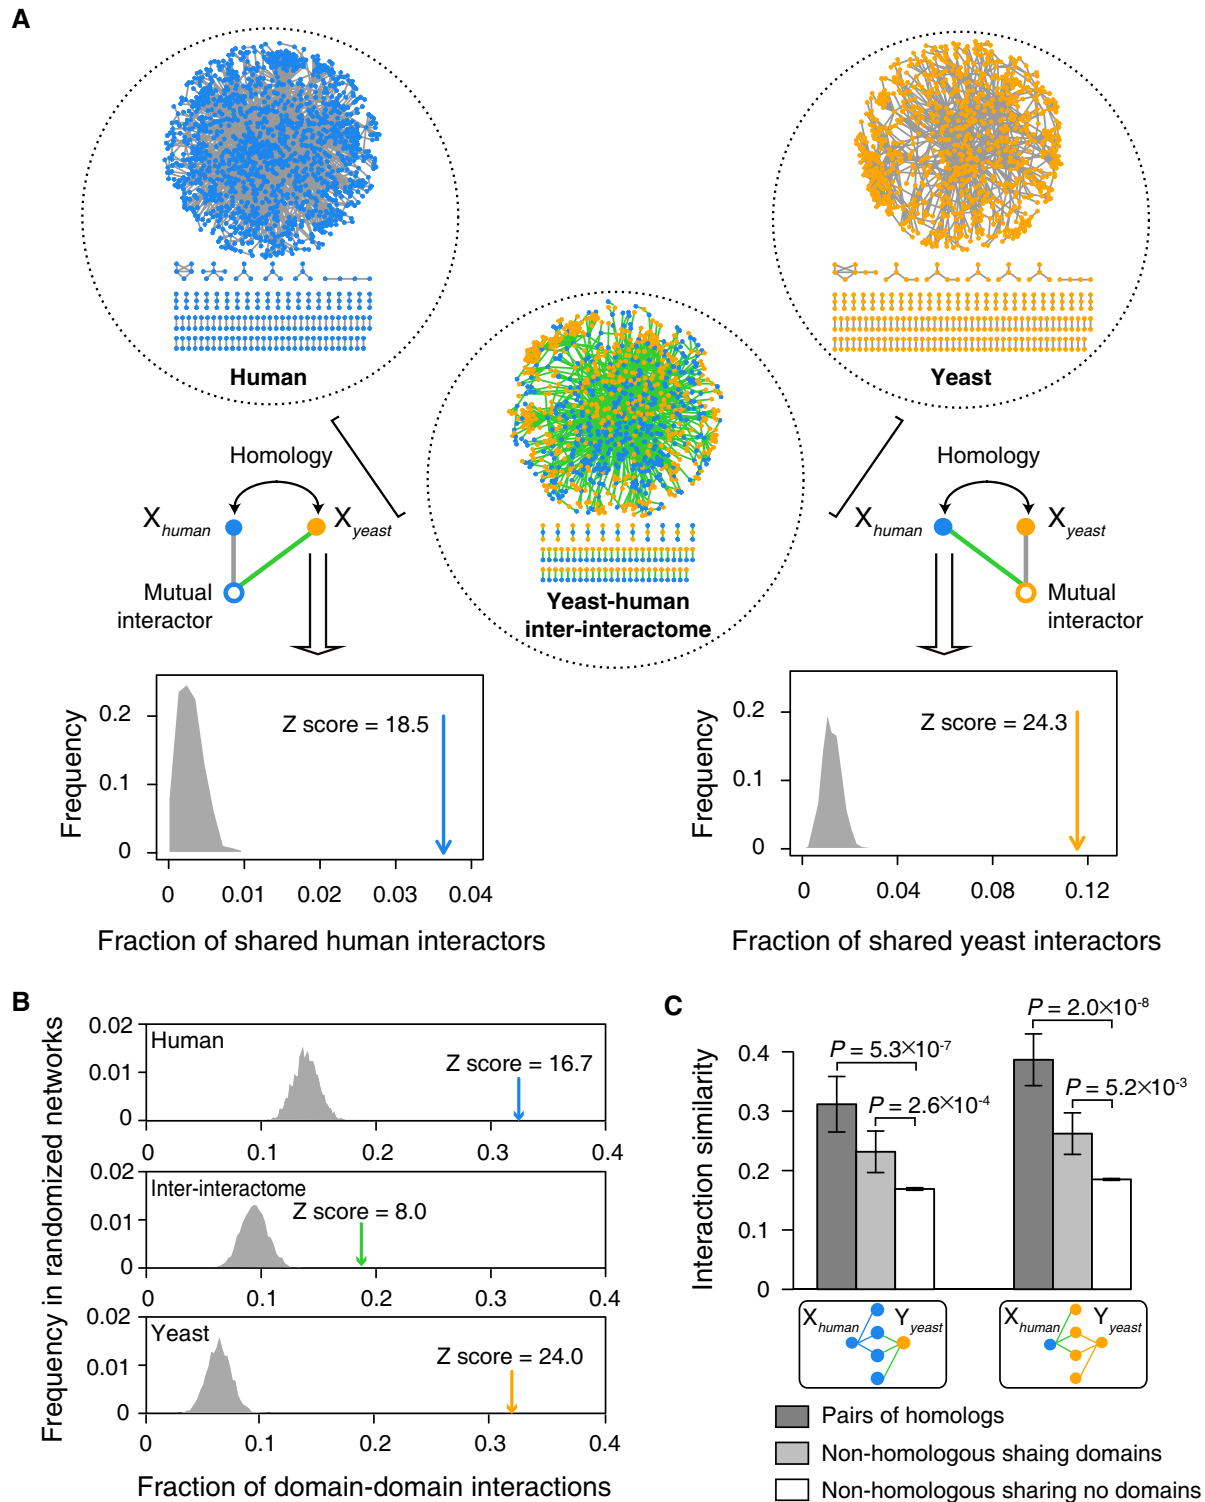 A
Human
Yeast
Yeast-human
inter-interactome
Homology
X human
X yeast
Mutual
interactor
Homology
X human
X yeast
Mutual
interactor
Frequency
0.2
0.1
0
Z score = 18.5
0 0.01 0.02 0.03 0.04
Fraction of shared human interactors
Frequency
0.2
0.1
0
Z score = 24.3
0 0.04 0.08 0.12
Fraction of shared yeast interactors
B
Frequency in randomized networks
0.02
0.01
0
Human
Z score = 16.7
0 0.1 0.2 0.3 0.4
0.02
0.01
0
Inter-interactome
Z score = 8.0
0 0.1 0.2 0.3 0.4
0.02
0.01
0
Yeast
Z score = 24.0
0 0.1 0.2 0.3 0.4
Fraction of domain-domain interactions
C
Interaction similarity
0.4
0.3
0.2
0.1
0
P = 5.3×10-7
P = 2.6×10-4
P = 2.0×10-8
P = 5.2×10-3
X human Y yeast
X human Y yeast
Pairs of homologs
Non-homologous shaing domains
Non-homologous sharing no domains